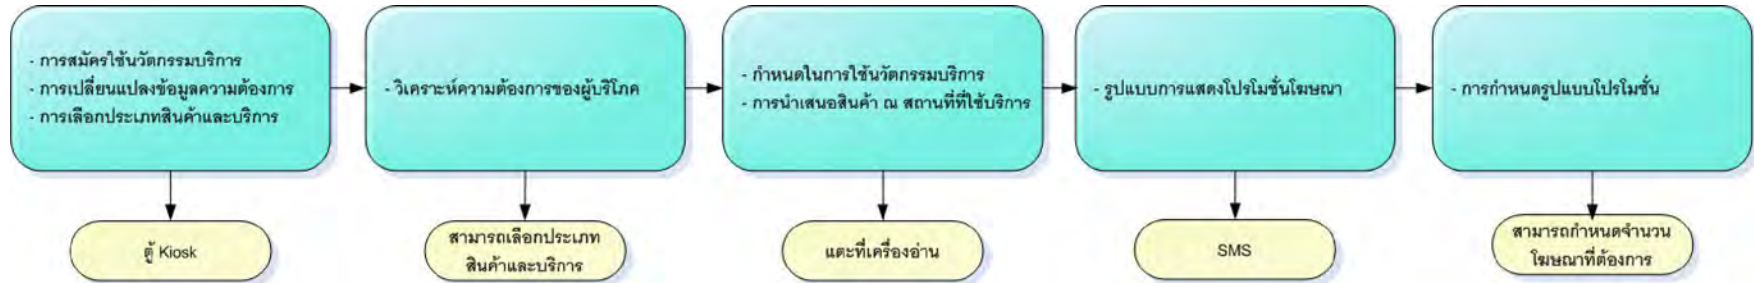 - การสมัครใช้นวัตกรรมบริการ
- การเปลี่ยนแปลงข้อมูลความต้องการ
- การเลือกประเภทสินค้าและบริการ
- วิเคราะห์ความต้องการของผู้บริโภค
- กำหนดในการใช้นวัตกรรมบริการ
- การนำเสนอสินค้า ณ สถานที่ที่ใช้บริการ
- รูปแบบการแสดงโปรโมชั่นโฆษณา
- การกำหนดรูปแบบโปรโมชั่น
ตู้ Kiosk
สามารถเลือกประเภท
สินค้าและบริการ
แตะที่เครื่องอ่าน
SMS
สามารถกำหนดจำนวน
โฆษณาที่ต้องการ